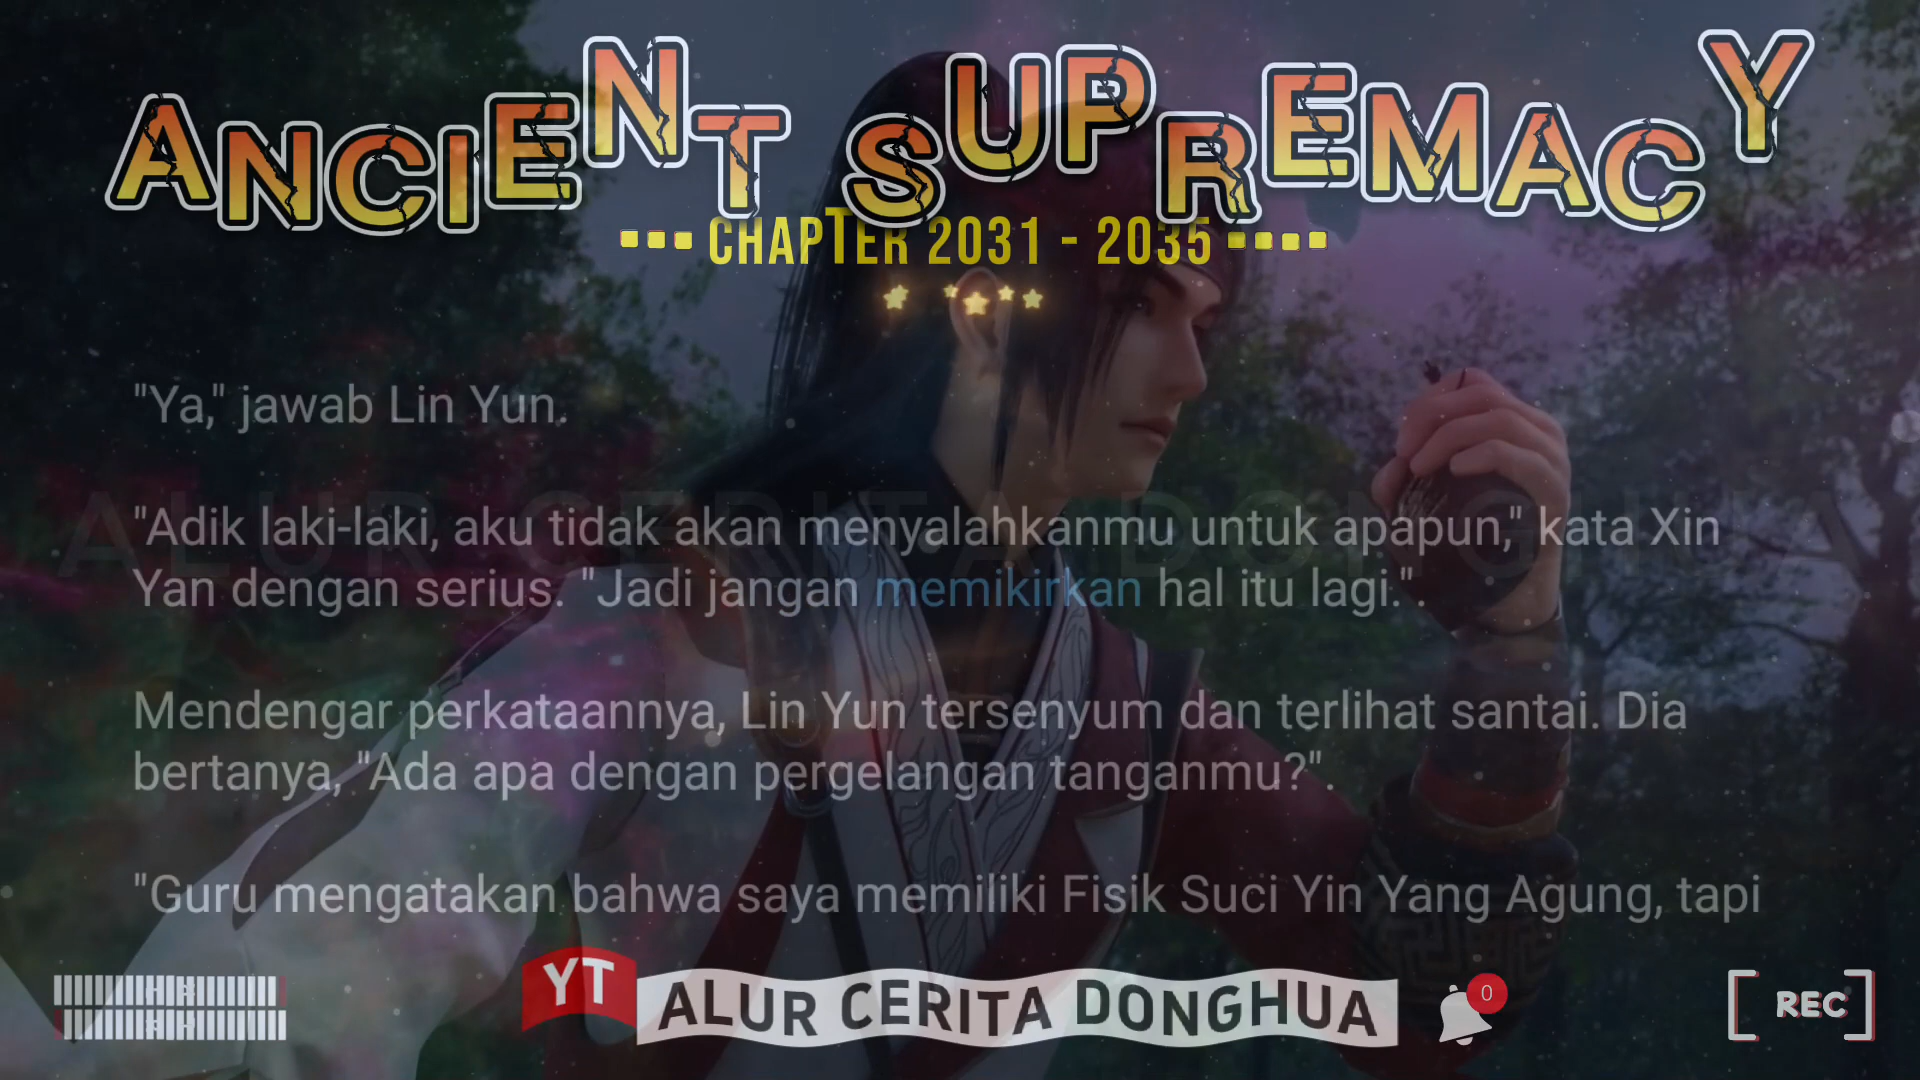 ANCIENT SUPREMACY
CHAPTER 2031 - 2035
"Ya," jawab Lin Yun.
ALUR CERITA DONGHUA
"Adik laki-laki, aku tidak akan menyalahkanmu untuk apapun," kata Xin
Yan dengan serius. "Jadi jangan memikirkan hal itu lagi.".
Mendengar perkataannya, Lin Yun tersenyum dan terlihat santai. Dia
bertanya, "Ada apa dengan pergelangan tanganmu?".
"Guru mengatakan bahwa saya memiliki Fisik Suci Yin Yang Agung, tapi
YT ALUR CERITA DONGHUA
0
REC